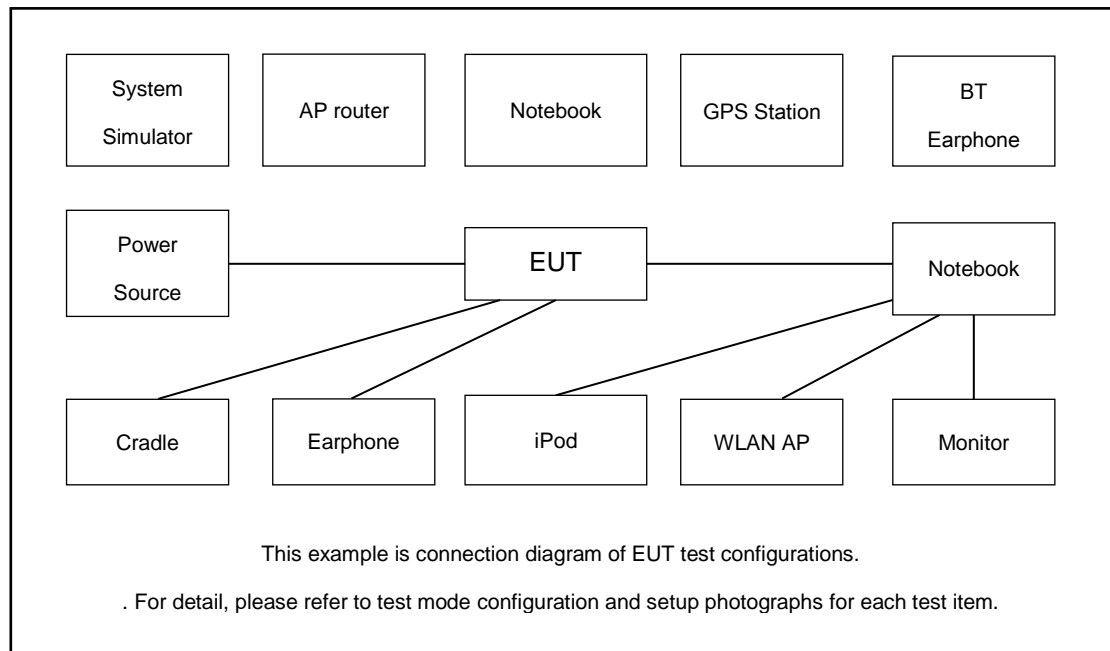 System
Simulator
AP router
Notebook
GPS Station
BT
Earphone
Power
Source
EUT
Notebook
Cradle
Earphone
iPod
WLAN AP
Monitor
This example is connection diagram of EUT test configurations.
. For detail, please refer to test mode configuration and setup photographs for each test item.